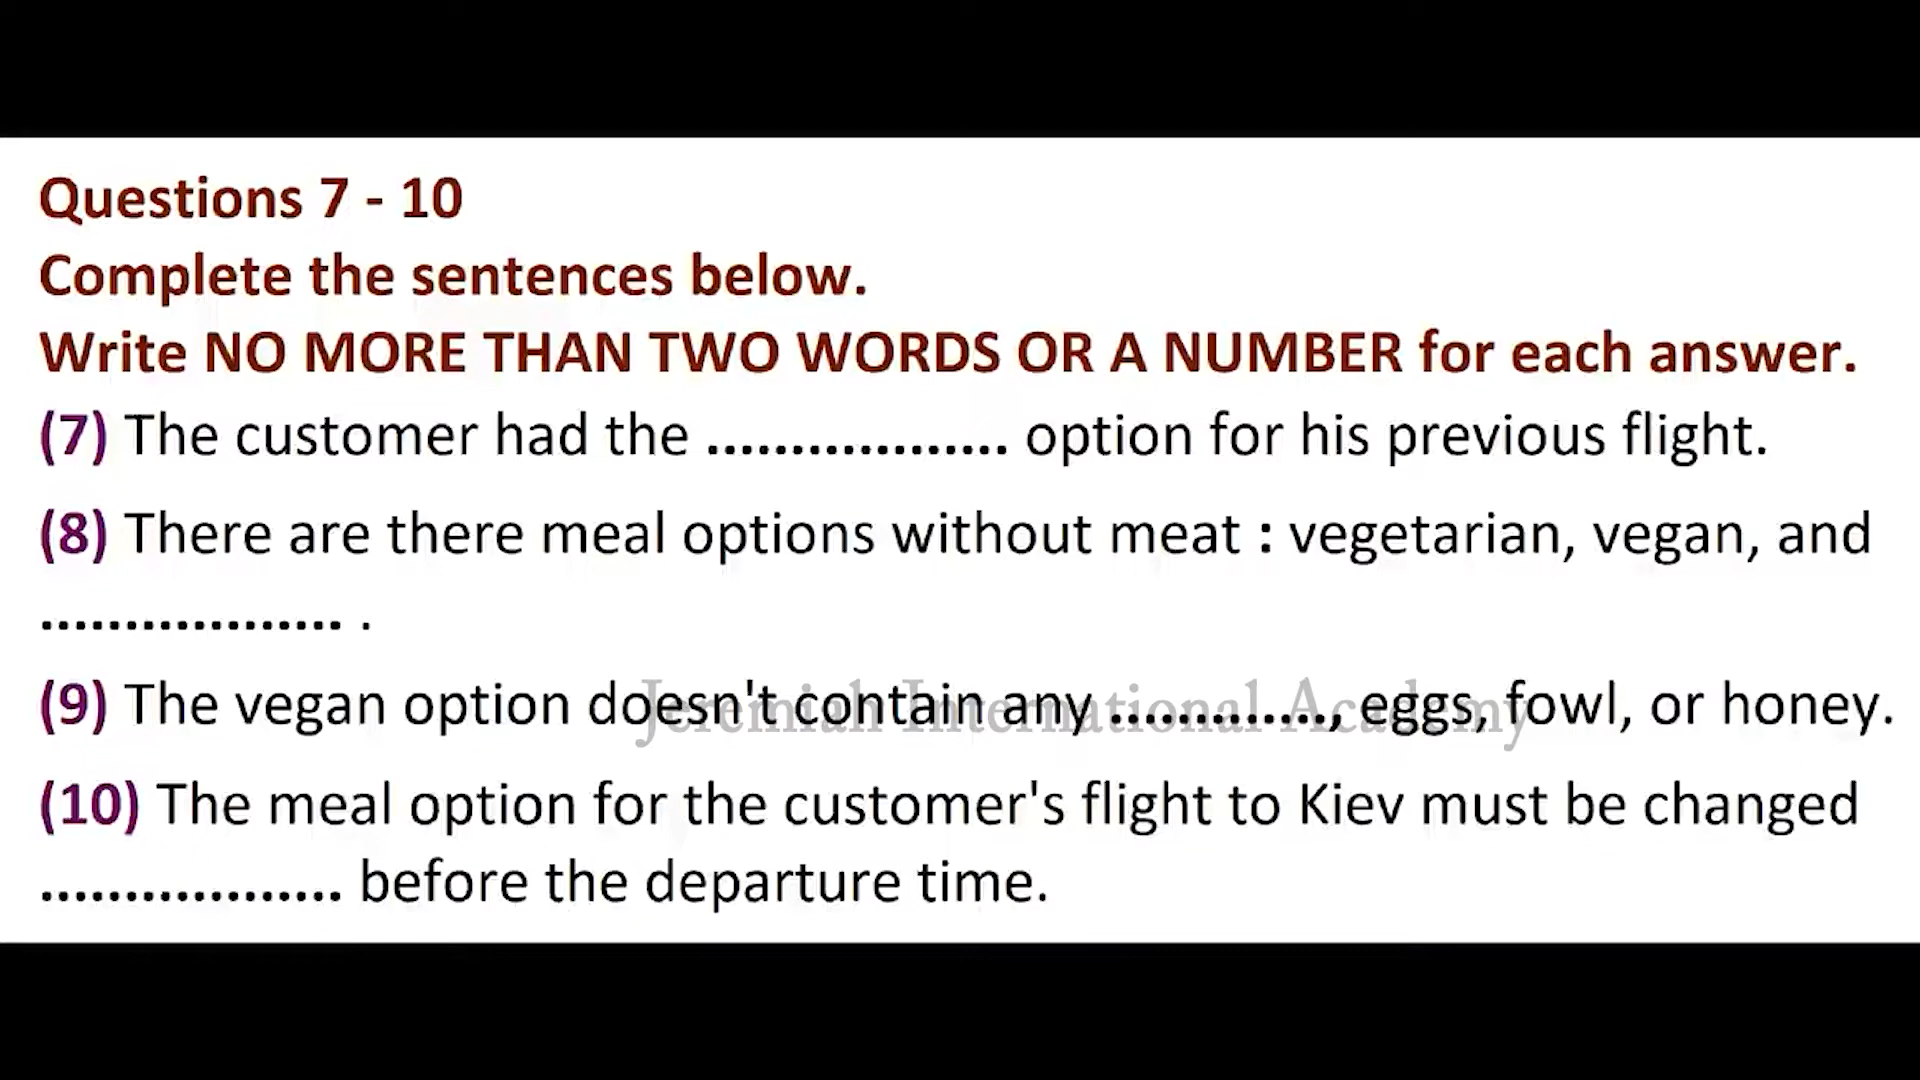 Questions 7 - 10
Complete the sentences below.
Write NO MORE THAN TWO WORDS OR A NUMBER for each answer.
(7) The customer had the .................. option for his previous flight.
(8) There are there meal options without meat : vegetarian, vegan, and
.................. .
(9) The vegan option doesn't contain any ............., eggs, fowl, or honey.
Jeremiah International Academy
(10) The meal option for the customer's flight to Kiev must be changed
.................. before the departure time.